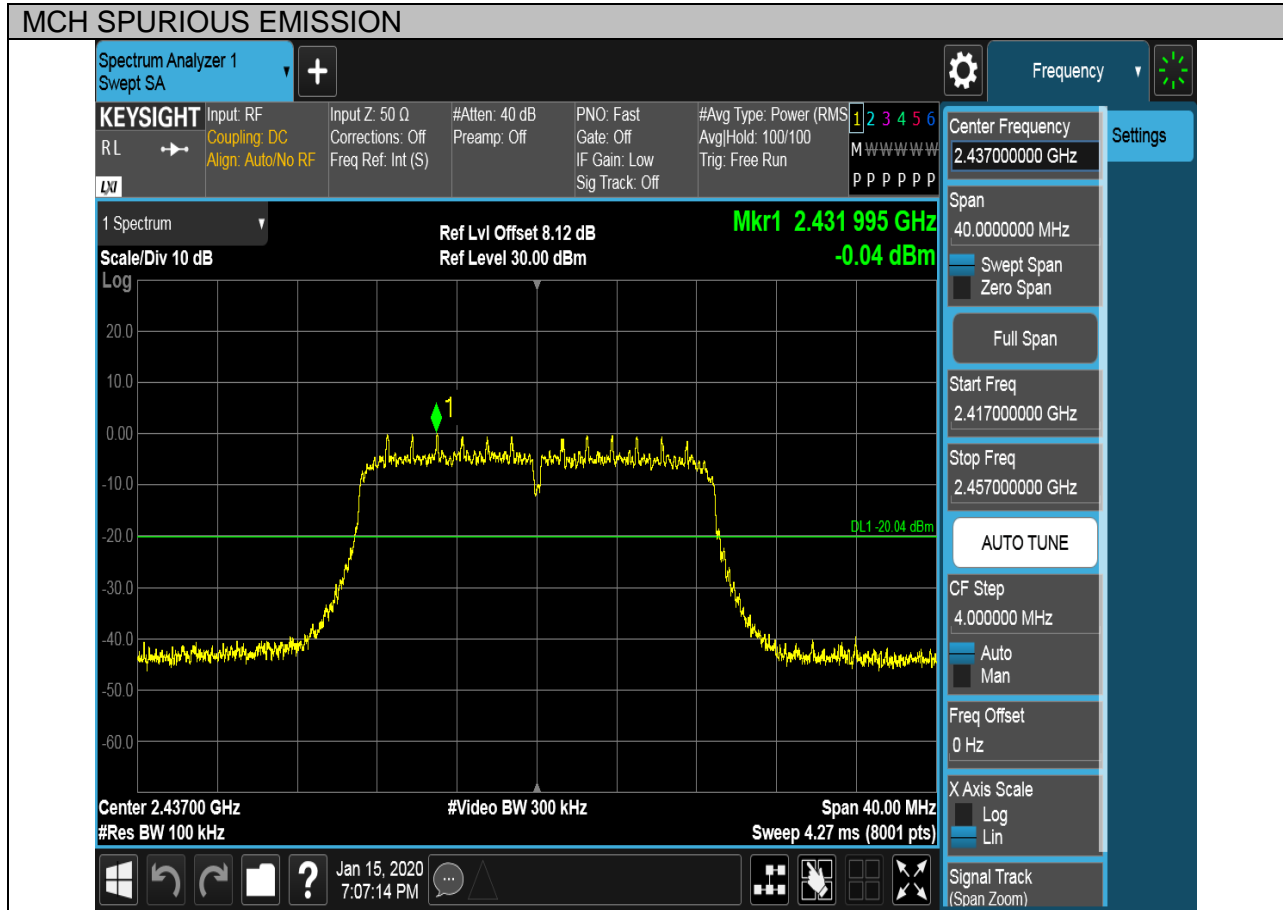 MCH SPURIOUS EMISSION
Spectrum Analyzer 1
Swept SA
+
Frequency
KEYSIGHT
RL
LXI
Input: RF
Coupling: DC
Align: Auto/No RF
Input Z: 50 Ω
Corrections: Off
Freq Ref: Int (S)
#Atten: 40 dB
Preamp: Off
PNO: Fast
Gate: Off
IF Gain: Low
Sig Track: Off
#Avg Type: Power (RMS
Avg|Hold: 100/100
Trig: Free Run
1 2 3 4 5 6
M W W W W W
P P P P P P
1 Spectrum
Scale/Div 10 dB
Log
Ref Lvl Offset 8.12 dB
Ref Level 30.00 dBm
Mkr1 2.431 995 GHz
-0.04 dBm
20.0
10.0
0.00
-10.0
-20.0
-30.0
-40.0
-50.0
-60.0
1
DL1 -20.04 dBm
Center 2.43700 GHz
#Res BW 100 kHz
#Video BW 300 kHz
Span 40.00 MHz
Sweep 4.27 ms (8001 pts)
?
Jan 15, 2020
7:07:14 PM
Center Frequency
2.437000000 GHz
Settings
Span
40.0000000 MHz
Swept Span
Zero Span
Full Span
Start Freq
2.417000000 GHz
Stop Freq
2.457000000 GHz
AUTO TUNE
CF Step
4.000000 MHz
Auto
Man
Freq Offset
0 Hz
X Axis Scale
Log
Lin
Signal Track
(Span Zoom)